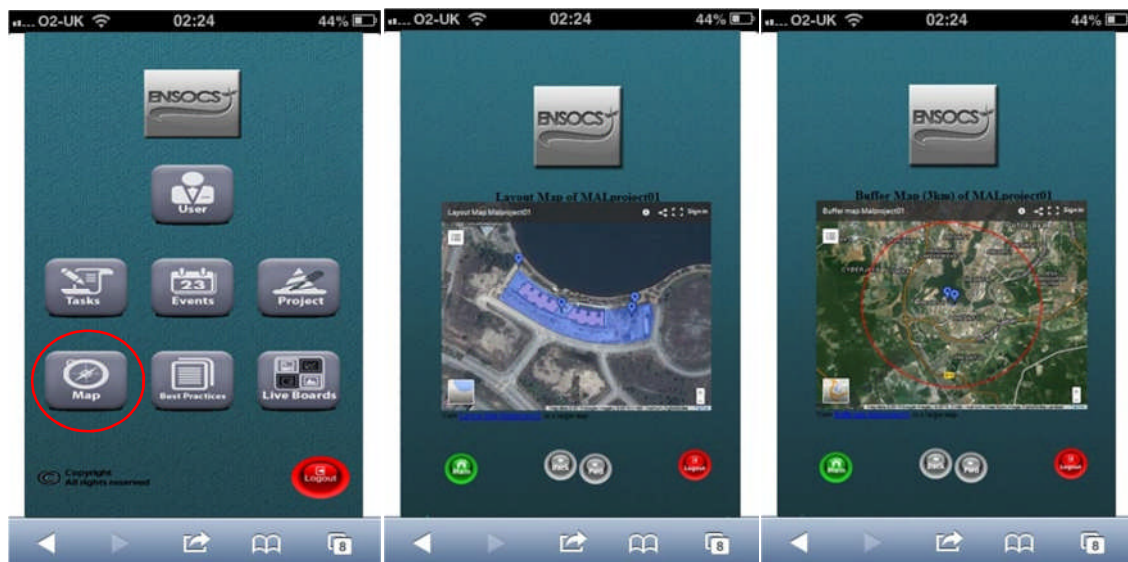 O2-UK 02:24 44%
ENSOCS
User
Tasks
23
Events
Project
Map
Best Practices
Live Boards
Copyright
All rights reserved
Logout
8
O2-UK 02:24 44%
ENSOCS
Layout Map of MALproject01
Layout Map Malproject01 Sign in
Main
Logout
8
O2-UK 02:24 44%
ENSOCS
Buffer Map (3km) of MALproject01
Buffer map Malproject01 Sign in
Main
Logout
8